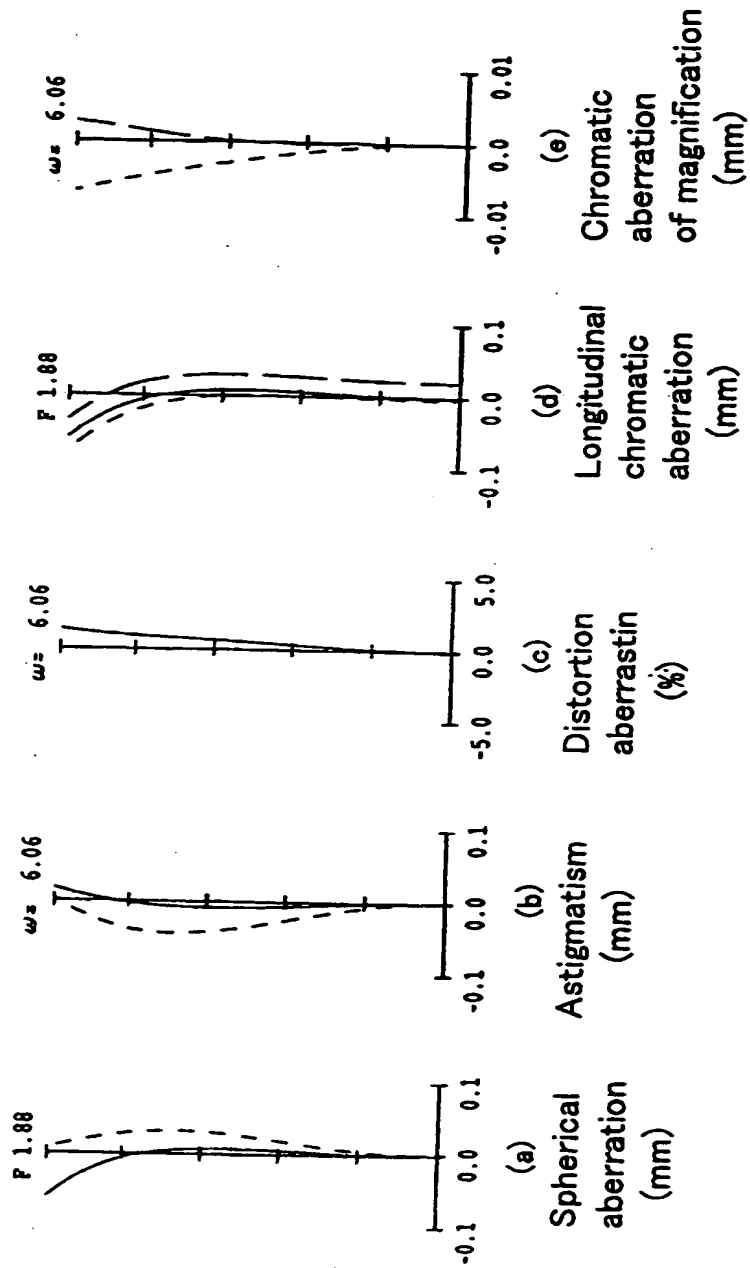 F 1.88
-0.1 0.0 0.1
(a)
Spherical
aberration
(mm)
ω= 6.06
-0.1 0.0 0.1
(b)
Astigmatism
(mm)
ω= 6.06
-5.0 0.0 5.0
(c)
Distortion
aberrastin
(%)
F 1.88
-0.1 0.0 0.1
(d)
Longitudinal
chromatic
aberration
(mm)
ω= 6.06
-0.01 0.0 0.01
(e)
Chromatic
aberration
of magnification
(mm)